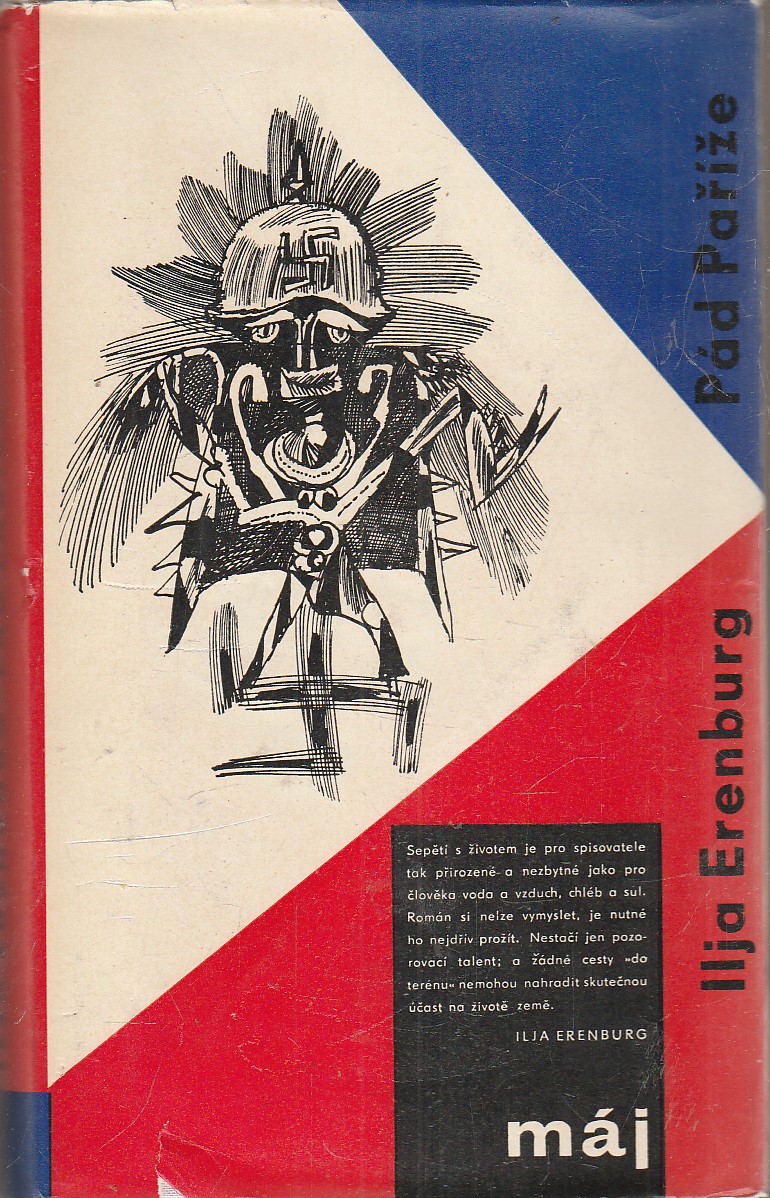 Pád Paříže
Ilja Erenburg
Sepětí s životem je pro spisovatele
tak přirozené a nezbytné jako pro
člověka voda a vzduch, chléb a sůl.
Román si nelze vymyslet, je nutné
ho nejdřív prožít. Nestačí jen pozo-
rovací talent; a žádné cesty »do
terénu« nemohou nahradit skutečnou
účast na životě země.
ILJA ERENBURG
máj